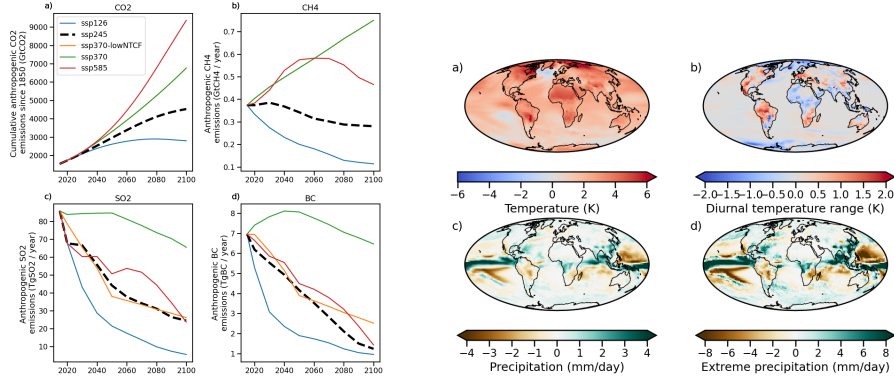 a)
CO2
Cumulative anthropogenic CO2
emissions since 1850 (GtCO2)
9000
8000
7000
6000
5000
4000
3000
2000
ssp126
ssp245
ssp370-lowNTCF
ssp370
ssp585
2020
2040
2060
2080
2100
b)
CH4
Anthropogenic CH4
emissions (GtCH4 / year)
0.7
0.6
0.5
0.4
0.3
0.2
0.1
2020
2040
2060
2080
2100
c)
SO2
Anthropogenic SO2
emissions (TgSO2 / year)
80
70
60
50
40
30
20
10
2020
2040
2060
2080
2100
d)
BC
Anthropogenic BC
emissions (TgBC / year)
8
7
6
5
4
3
2
1
2020
2040
2060
2080
2100
a)
−6
−4
−2
0
2
4
6
Temperature (K)
b)
−2.0−1.5−1.0−0.5 0.0 0.5 1.0 1.5 2.0
Diurnal temperature range (K)
c)
−4 −3 −2 −1 0 1 2 3 4
Precipitation (mm/day)
d)
−8 −6 −4 −2 0 2 4 6 8
Extreme precipitation (mm/day)